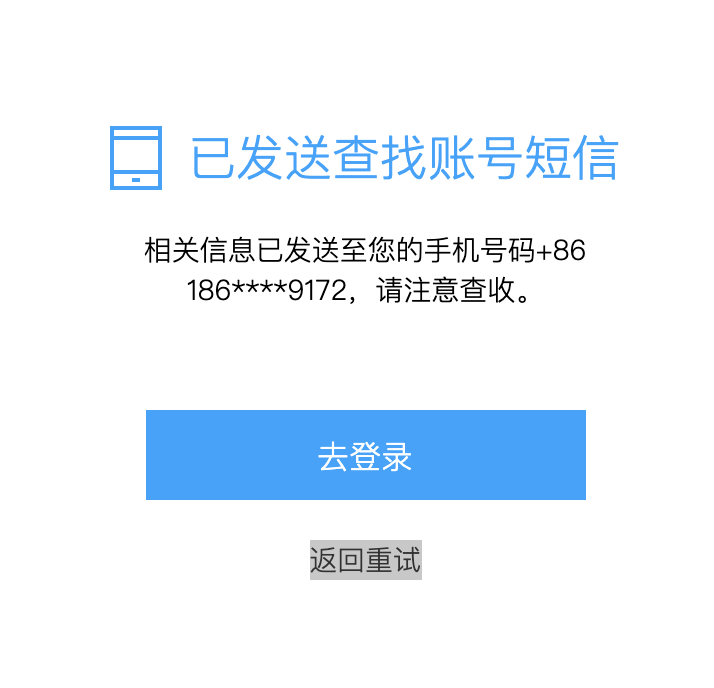 已发送查找账号短信
相关信息已发送至您的手机号码+86
186****9172，请注意查收。
去登录
返回重试